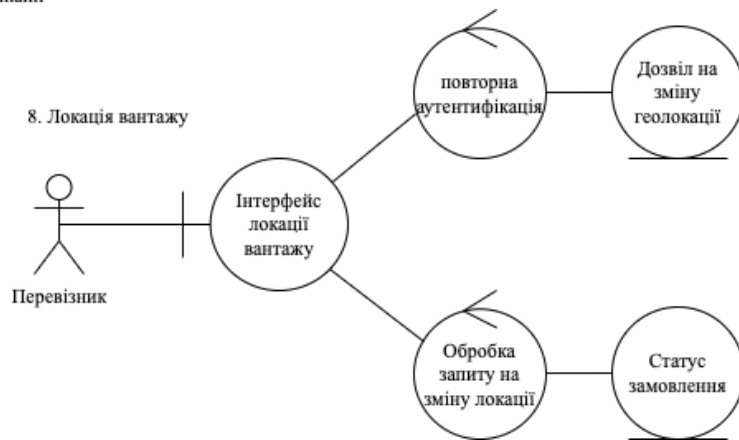 8. Локація вантажу
Перевізник
Інтерфейс
локації
вантажу
повторна
аутентифікація
Дозвіл на
зміну
геолокації
Обробка
запиту на
зміну локації
Статус
замовлення